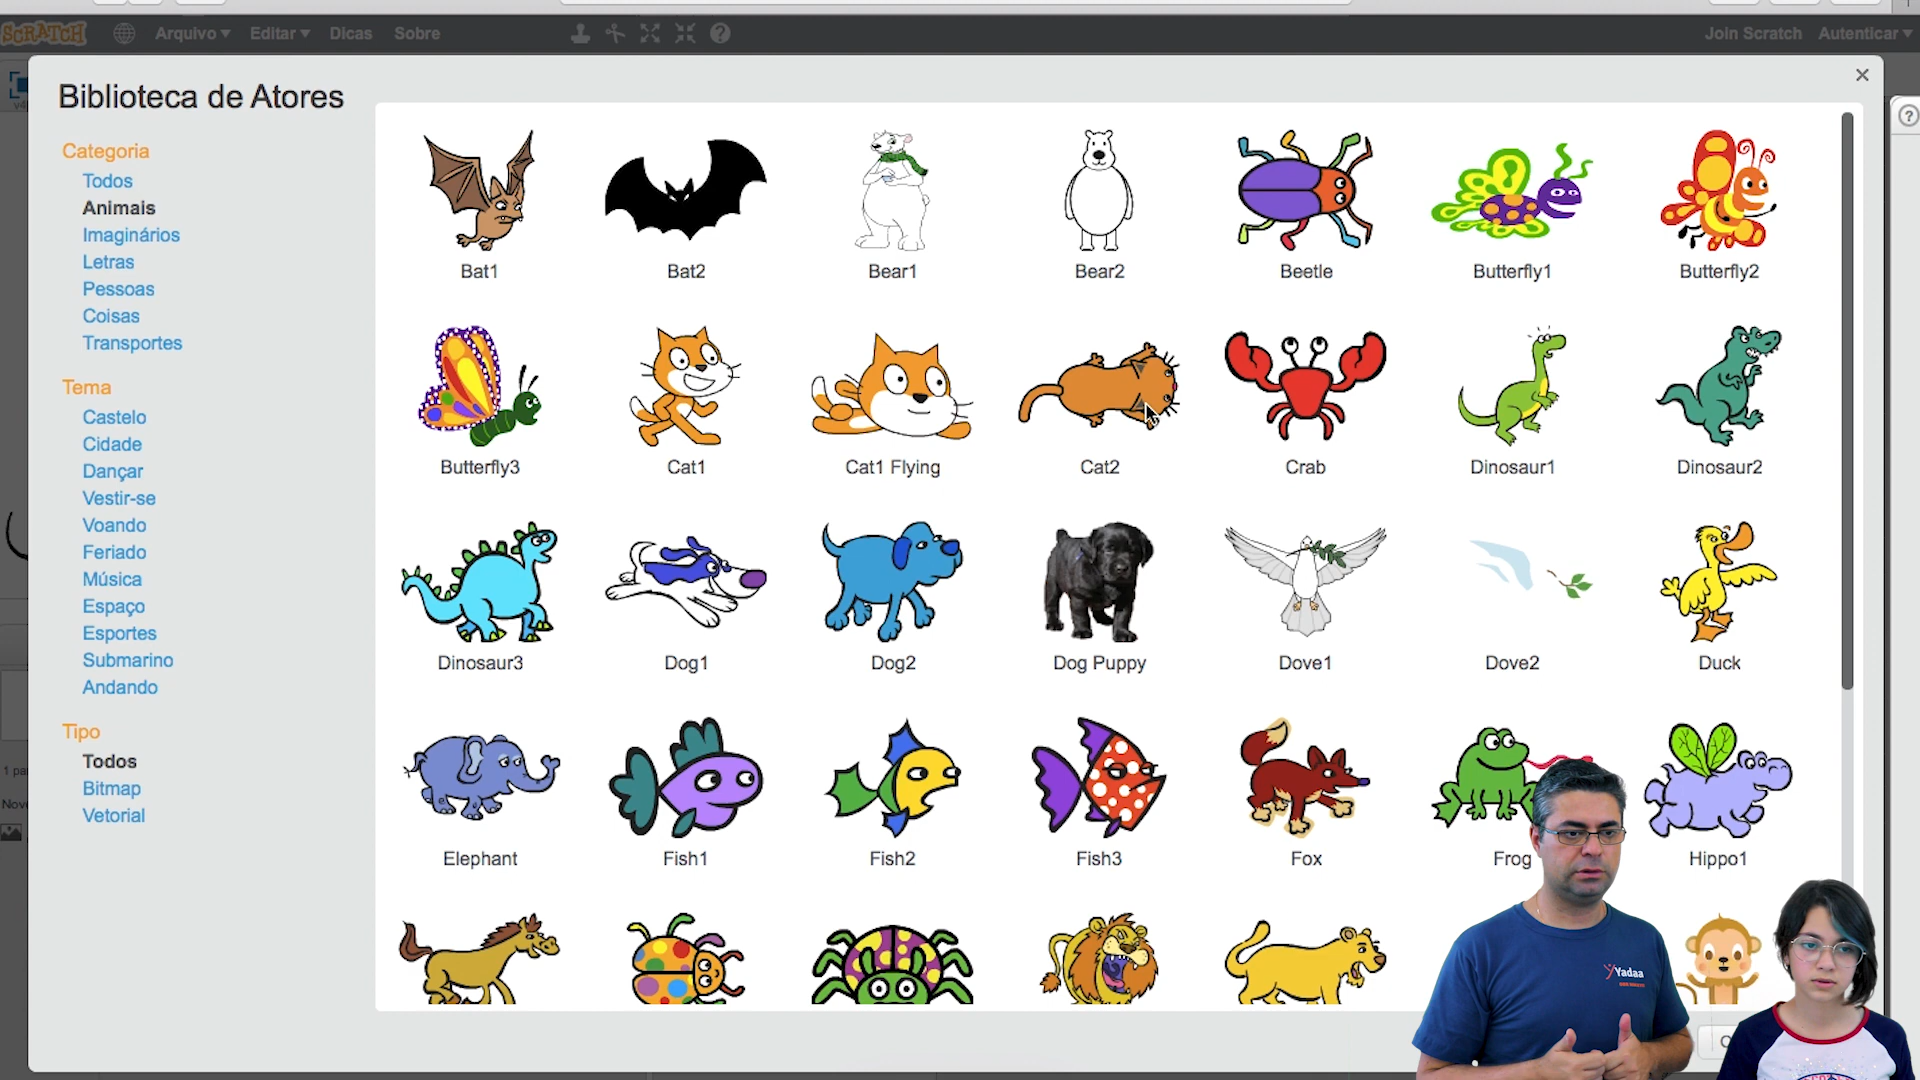 SCRATCH Arquivo Editar Dicas Sobre Join Scratch Autenticar
Biblioteca de Atores
Categoria
Todos
Animais
Imaginários
Letras
Pessoas
Coisas
Transportes
Tema
Castelo
Cidade
Dançar
Vestir-se
Voando
Feriado
Música
Espaço
Esportes
Submarino
Andando
Tipo
Todos
Bitmap
Vetorial
Bat1 Bat2 Bear1 Bear2 Beetle Butterfly1 Butterfly2
Butterfly3 Cat1 Cat1 Flying Cat2 Crab Dinosaur1 Dinosaur2
Dinosaur3 Dog1 Dog2 Dog Puppy Dove1 Dove2 Duck
Elephant Fish1 Fish2 Fish3 Fox Frog Hippo1
Yadaa